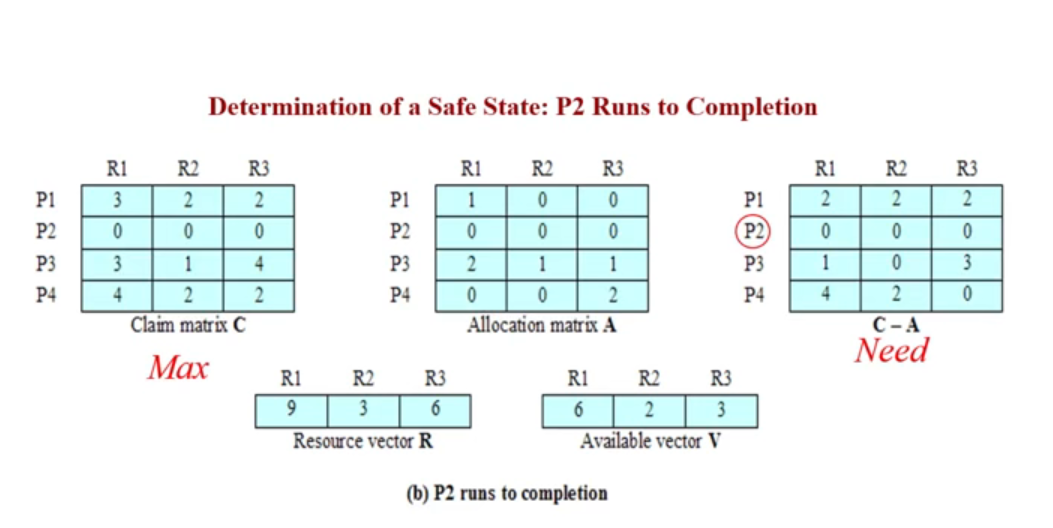 Determination of a Safe State: P2 Runs to Completion
R1 R2 R3 R1 R2 R3 R1 R2 R3
P1 3 2 2 P1 1 0 0 P1 2 2 2
P2 0 0 0 P2 0 0 0 P2 0 0 0
P3 3 1 4 P3 2 1 1 P3 1 0 3
P4 4 2 2 P4 0 0 2 P4 4 2 0
Claim matrix C Allocation matrix A C – A
Max Need
R1 R2 R3 R1 R2 R3
9 3 6 6 2 3
Resource vector R Available vector V
(b) P2 runs to completion